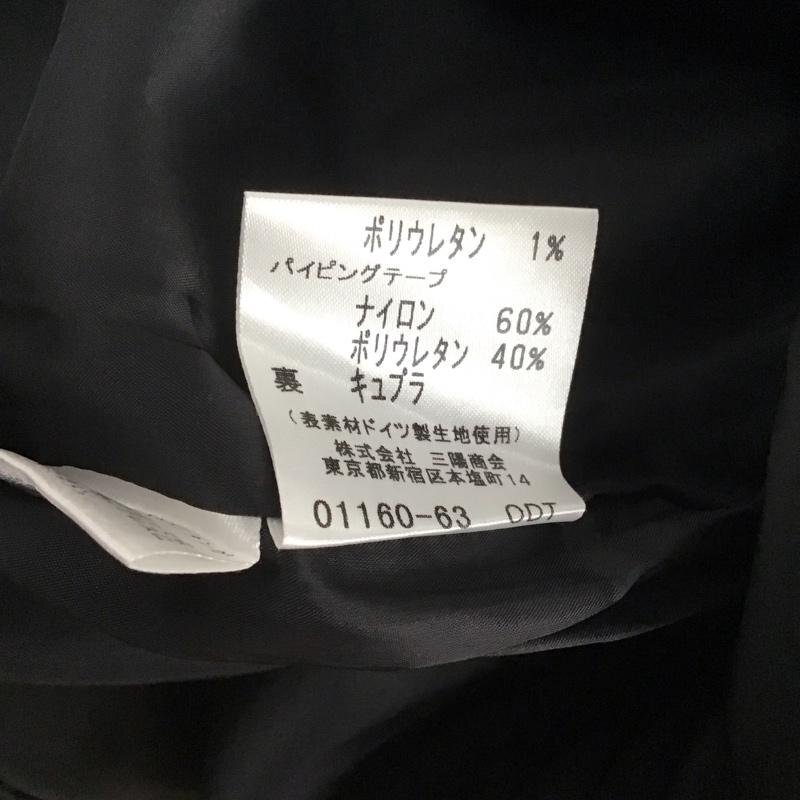 ポリウレタン 1%
パイピングテープ
ナイロン 60%
ポリウレタン 40%
裏 キュプラ
(表素材ドイツ製生地使用)
株式会社 三陽商会
東京都新宿区本塩町14
01160-63 DDT